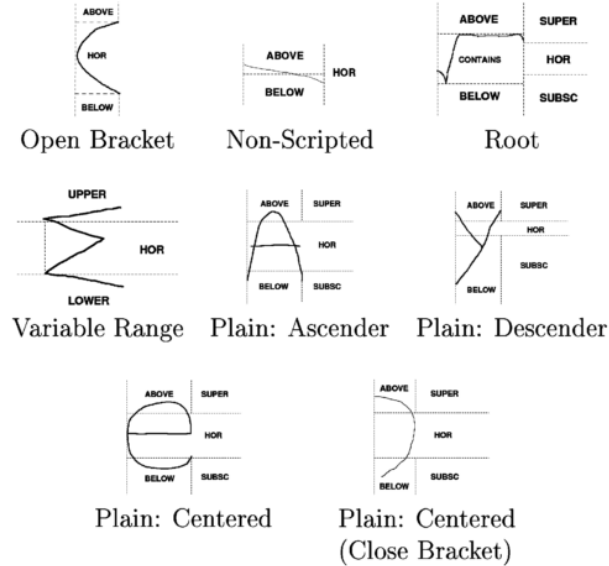 ABOVE
HOR
BELOW
Open Bracket
ABOVE
HOR
BELOW
Non-Scripted
ABOVE SUPER
CONTAINS HOR
BELOW SUBSC
Root
UPPER
HOR
LOWER
Variable Range
ABOVE SUPER
HOR
BELOW SUBSC
Plain: Ascender
ABOVE SUPER
HOR
SUBSC
BELOW
Plain: Descender
ABOVE SUPER
HOR
BELOW SUBSC
Plain: Centered
ABOVE SUPER
HOR
BELOW SUBSC
Plain: Centered
(Close Bracket)